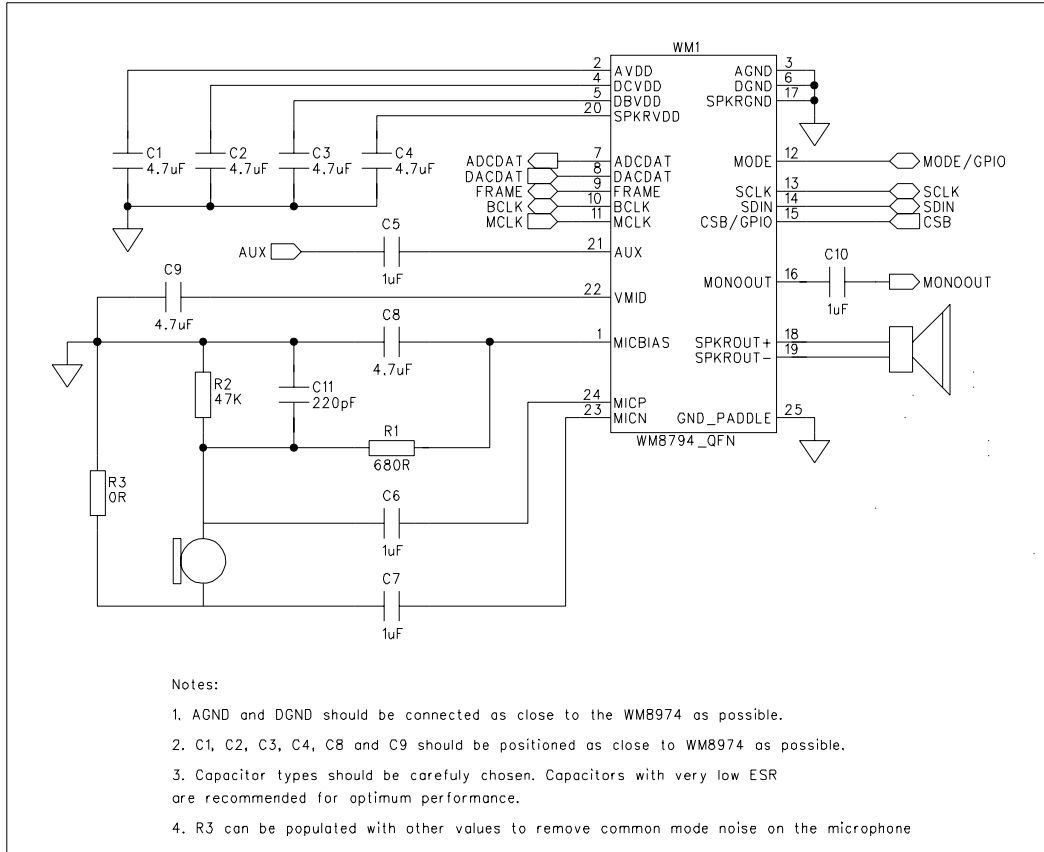 WM1
2 AVDD
4 DCVDD
5 DBVDD
20 SPKRVDD
AGND 3
DGND 6
SPKRGND 17
C1 4.7uF
C2 4.7uF
C3 4.7uF
C4 4.7uF
ADCDAT 7 ADCDAT
DACDAT 8 DACDAT
FRAME 9 FRAME
BCLK 10 BCLK
MCLK 11 MCLK
MODE 12 MODE/GPIO
SCLK 13 SCLK
SDIN 14 SDIN
CSB/GPIO 15 CSB
AUX
C5
1uF
21 AUX
C9
4.7uF
22 VMID
MONOOUT 16
C10
1uF
MONOOUT
C8
4.7uF
1 MICBIAS
SPKROUT+ 18
SPKROUT- 19
R2
47K
C11
220pF
24 MICP
23 MICN
GND_PADDLE 25
WM8794_QFN
R1
680R
R3
0R
C6
1uF
C7
1uF
Notes:
1. AGND and DGND should be connected as close to the WM8974 as possible.
2. C1, C2, C3, C4, C8 and C9 should be positioned as close to WM8974 as possible.
3. Capacitor types should be carefuly chosen. Capacitors with very low ESR
are recommended for optimum performance.
4. R3 can be populated with other values to remove common mode noise on the microphone